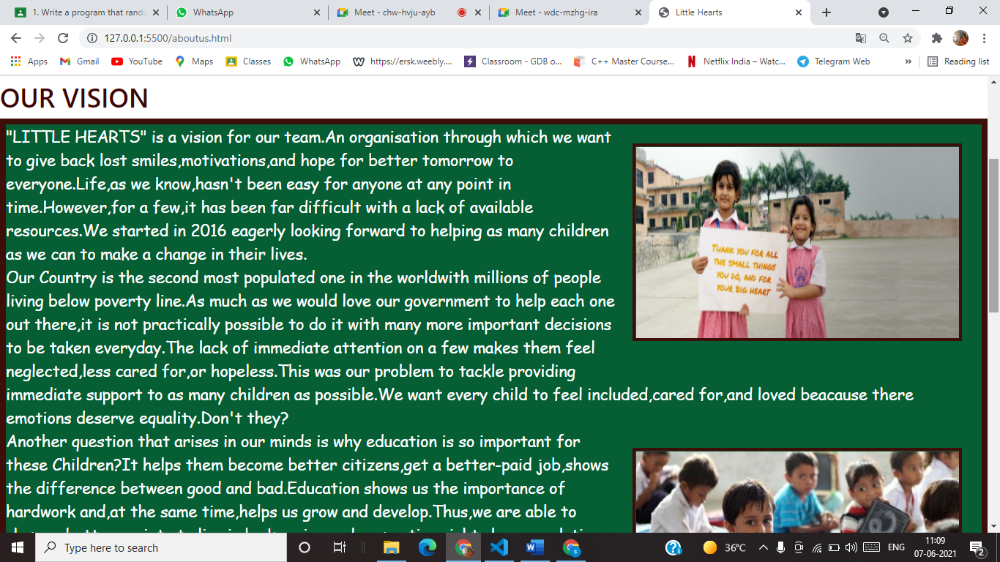 1. Write a program that rando
WhatsApp
Meet - chw-hvju-ayb
Meet - wdc-mzhg-ira
Little Hearts
127.0.0.1:5500/aboutus.html
Apps
Gmail
YouTube
Maps
Classes
WhatsApp
https://ersk.weebly....
Classroom - GDB o...
C++ Master Course...
Netflix India – Watc...
Telegram Web
Reading list
OUR VISION
"LITTLE HEARTS" is a vision for our team.An organisation through which we want
to give back lost smiles,motivations,and hope for better tomorrow to
everyone.Life,as we know,hasn't been easy for anyone at any point in
time.However,for a few,it has been far difficult with a lack of available
resources.We started in 2016 eagerly looking forward to helping as many children
as we can to make a change in their lives.
Our Country is the second most populated one in the worldwith millions of people
living below poverty line.As much as we would love our government to help each one
out there,it is not practically possible to do it with many more important decisions
to be taken everyday.The lack of immediate attention on a few makes them feel
neglected,less cared for,or hopeless.This was our problem to tackle providing
immediate support to as many children as possible.We want every child to feel included,cared for,and loved beacause there
emotions deserve equality.Don't they?
Another question that arises in our minds is why education is so important for
these Children?It helps them become better citizens,get a better-paid job,shows
the difference between good and bad.Education shows us the importance of
hardwork and,at the same time,helps us grow and develop.Thus,we are able to
THANK YOU FOR ALL
THE SMALL THINGS
YOU DO, AND FOR
YOUR BIG HEART
Type here to search
36°C
ENG
11:09
07-06-2021
2